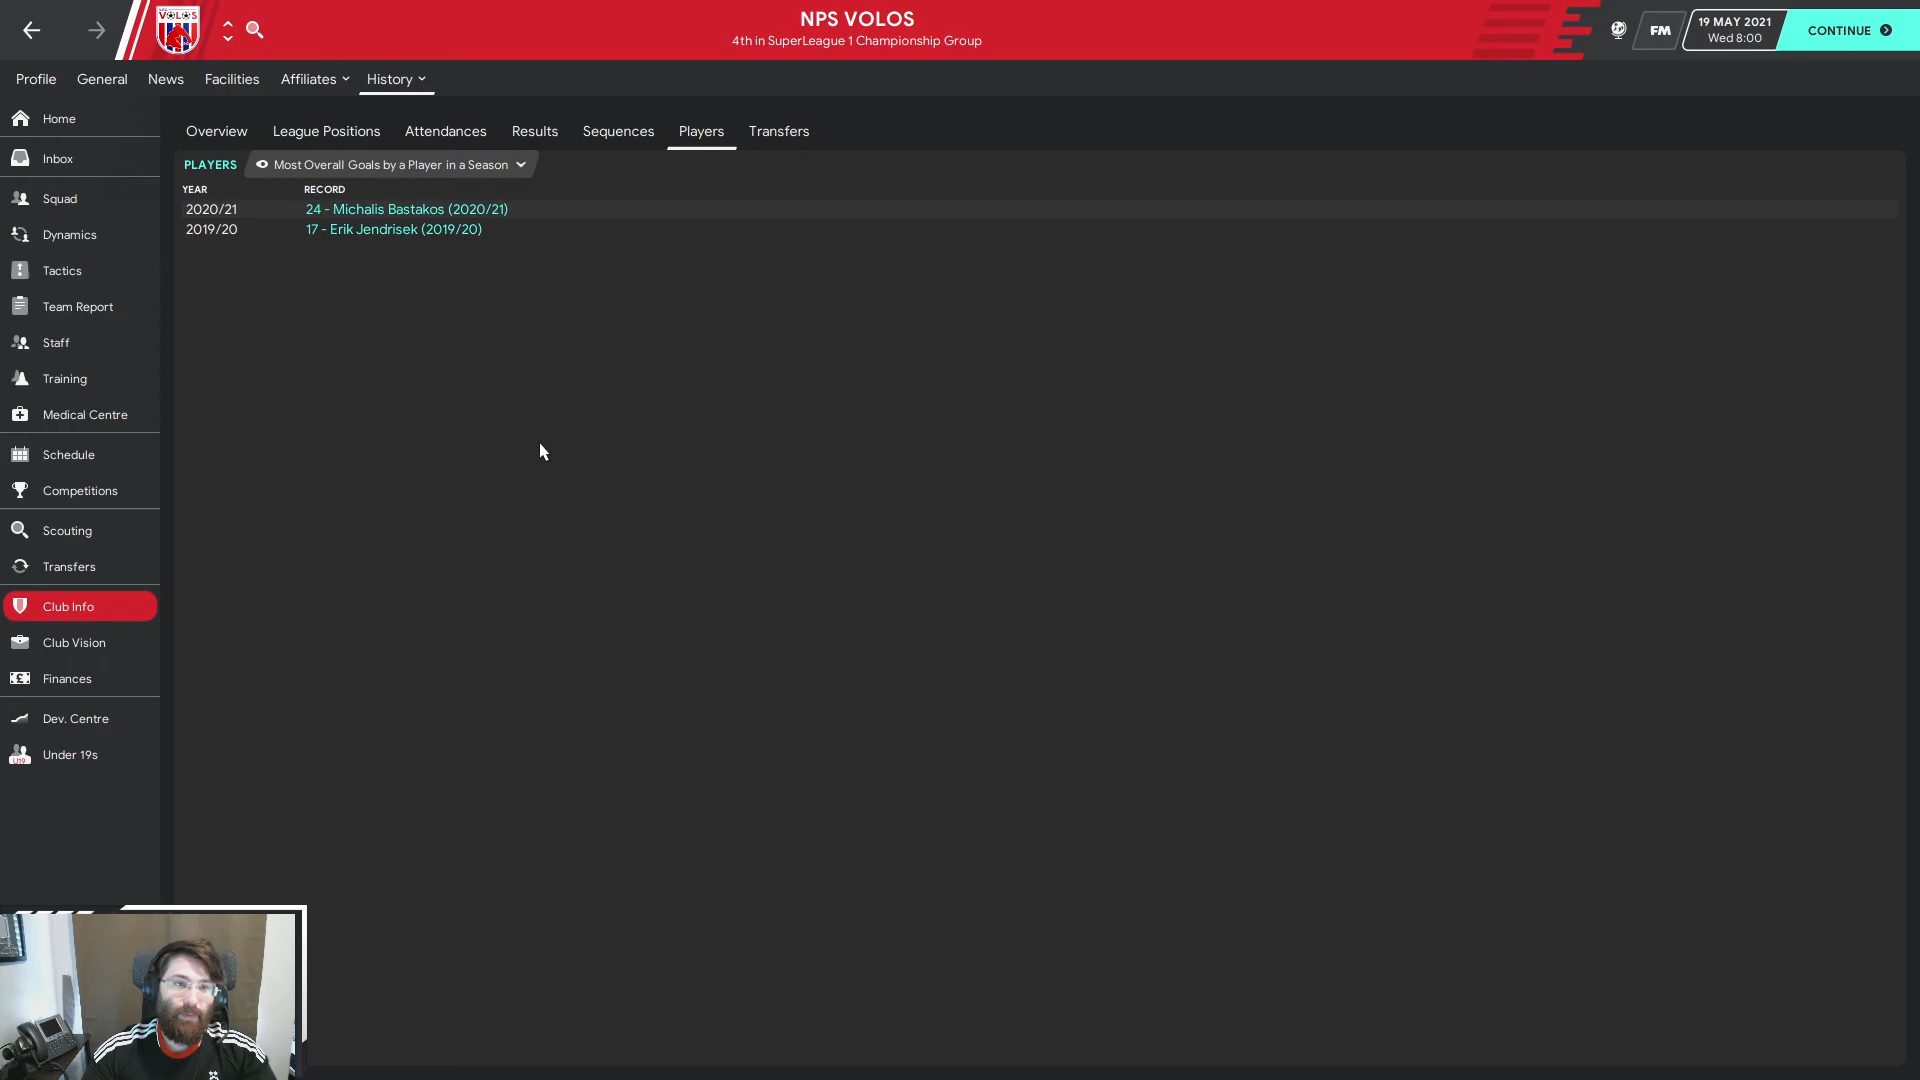 VOLOS
NPS VOLOS
4th in SuperLeague 1 Championship Group
FM
19 MAY 2021
Wed 8:00
CONTINUE
Profile General News Facilities Affiliates History
Home
Inbox
Squad
Dynamics
Tactics
Team Report
Staff
Training
Medical Centre
Schedule
Competitions
Scouting
Transfers
Club Info
Club Vision
Finances
Dev. Centre
U19
Under 19s
Overview League Positions Attendances Results Sequences Players Transfers
PLAYERS Most Overall Goals by a Player in a Season
YEAR RECORD
2020/21 24 - Michalis Bastakos (2020/21)
2019/20 17 - Erik Jendrisek (2019/20)